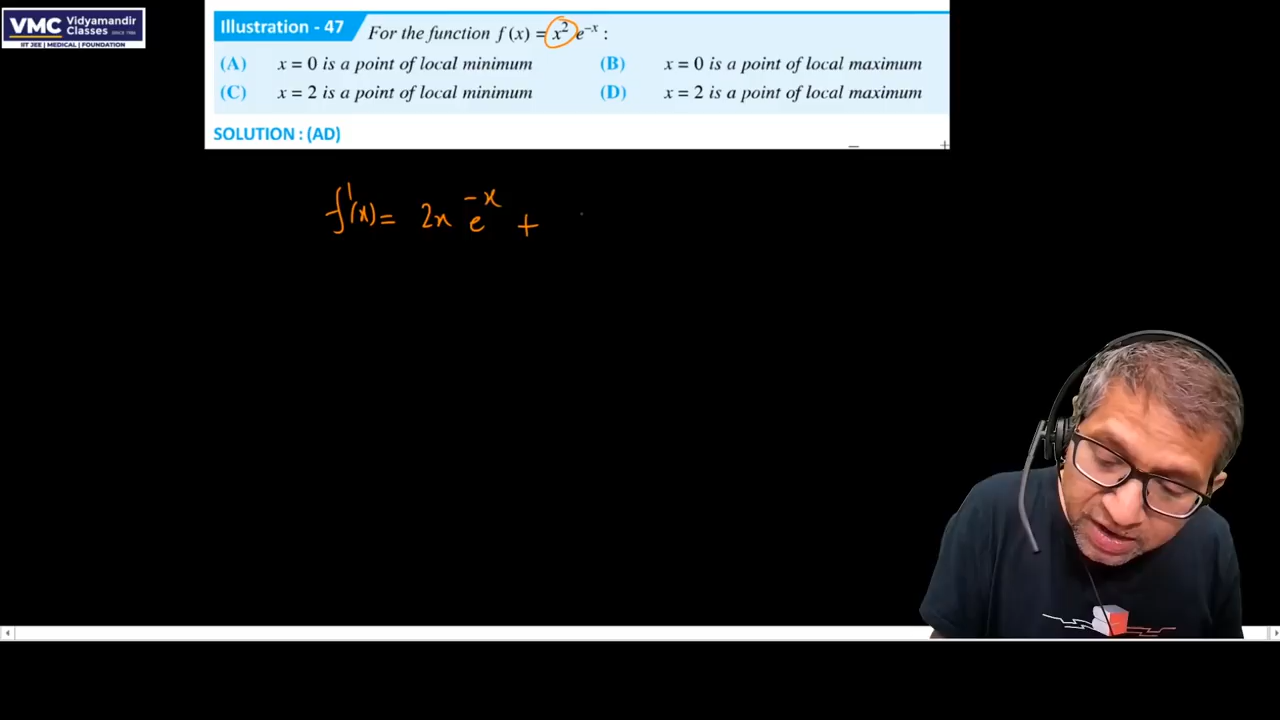 VMC Vidyamandir Classes SINCE 1986
IIT JEE | MEDICAL | FOUNDATION
Illustration - 47 For the function f (x) = x² e⁻ˣ :
(A) x = 0 is a point of local minimum (B) x = 0 is a point of local maximum
(C) x = 2 is a point of local minimum (D) x = 2 is a point of local maximum
SOLUTION : (AD)
f'(x) = 2x e⁻ˣ +